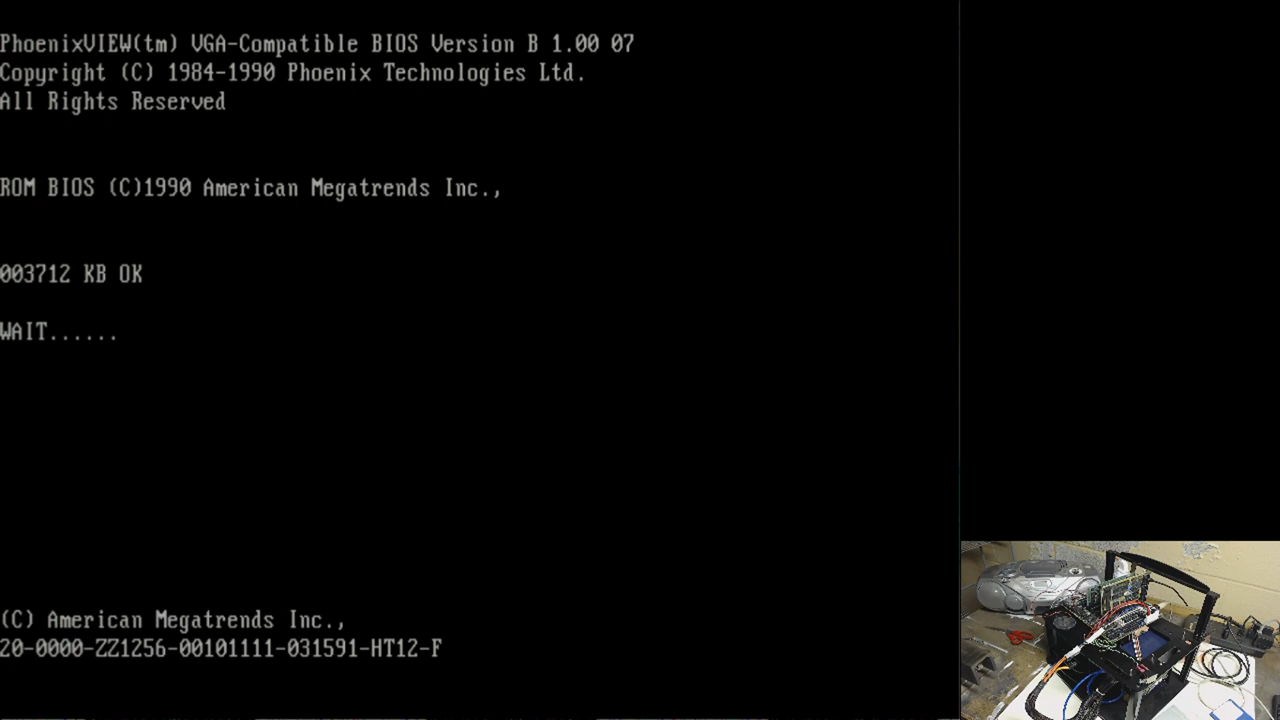 PhoenixVIEW(tm) VGA-Compatible BIOS Version B 1.00 07
Copyright (C) 1984-1990 Phoenix Technologies Ltd.
All Rights Reserved
ROM BIOS (C)1990 American Megatrends Inc.,
003712 KB OK
WAIT......
(C) American Megatrends Inc.,
20-0000-ZZ1256-00101111-031591-HT12-F